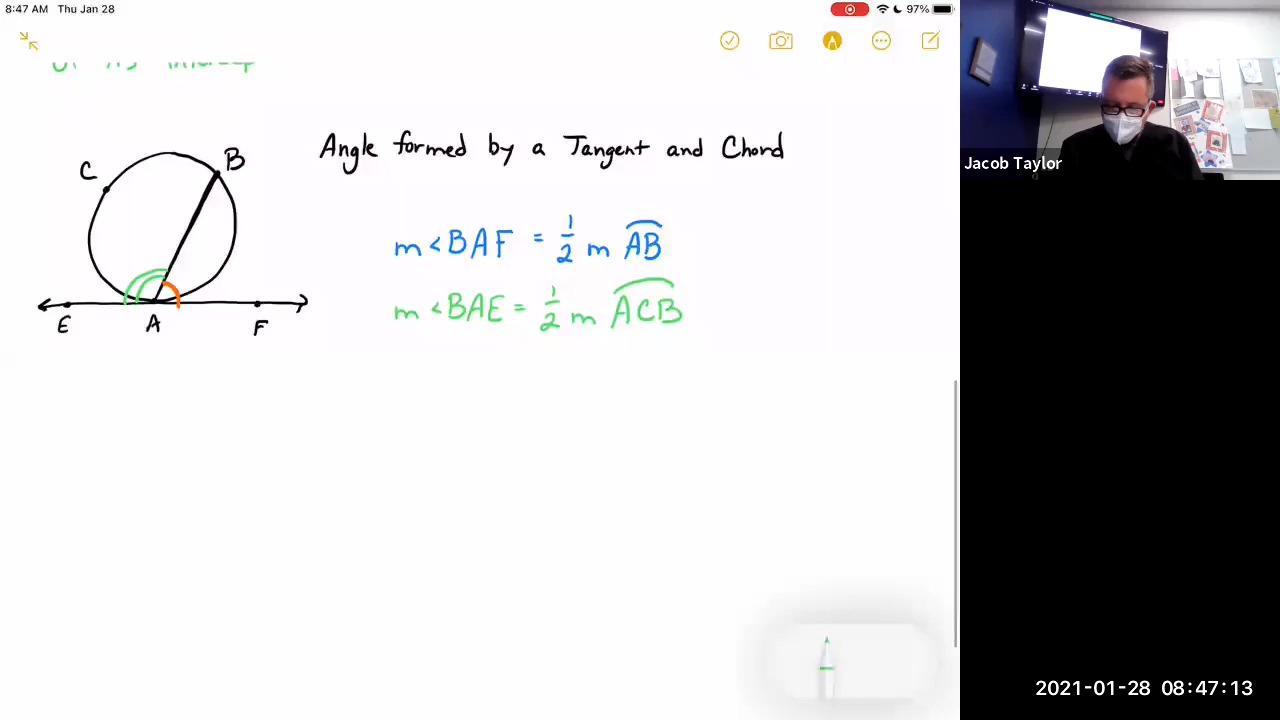 8:47 AM Thu Jan 28
97%
Angle formed by a Tangent and Chord
C
B
m<BAF = 1/2 m AB
m<BAE = 1/2 m ACB
E
A
F
Jacob Taylor
2021-01-28 08:47:13